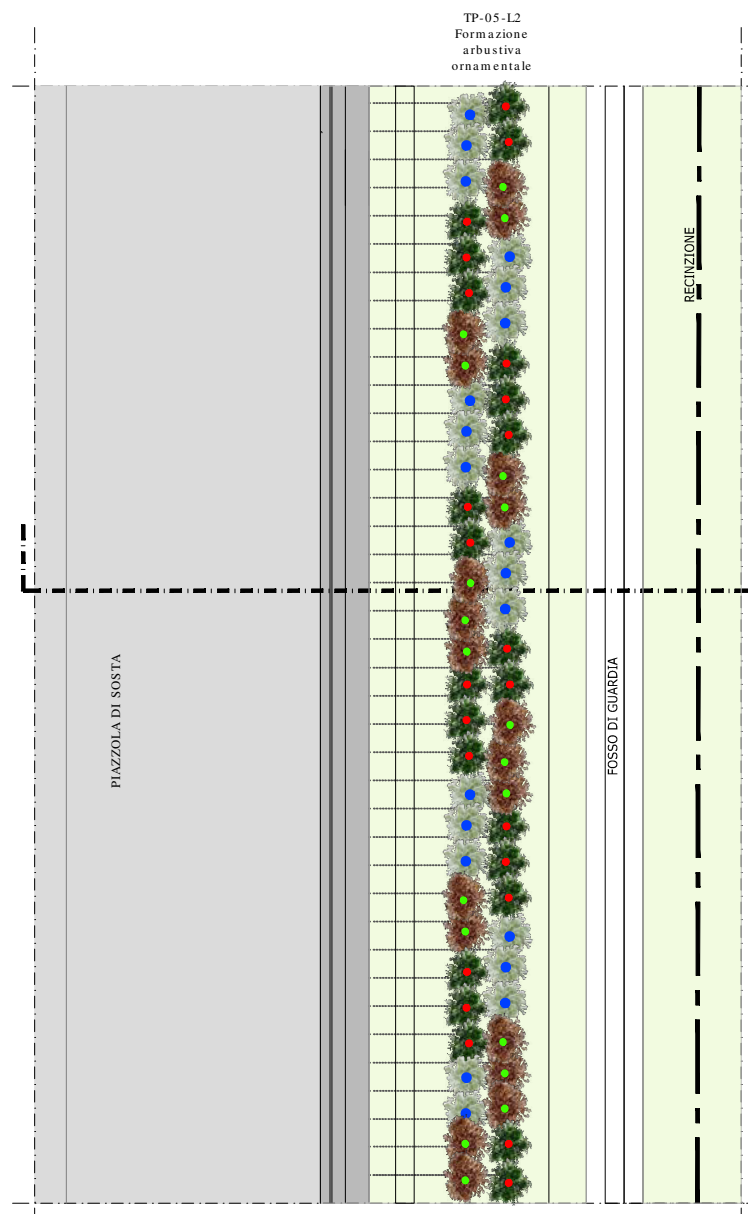 TP-05-L2
Formazione
arbustiva
ornamentale
RECINZIONE
PIAZZOLA DI SOSTA
FOSSO DI GUARDIA